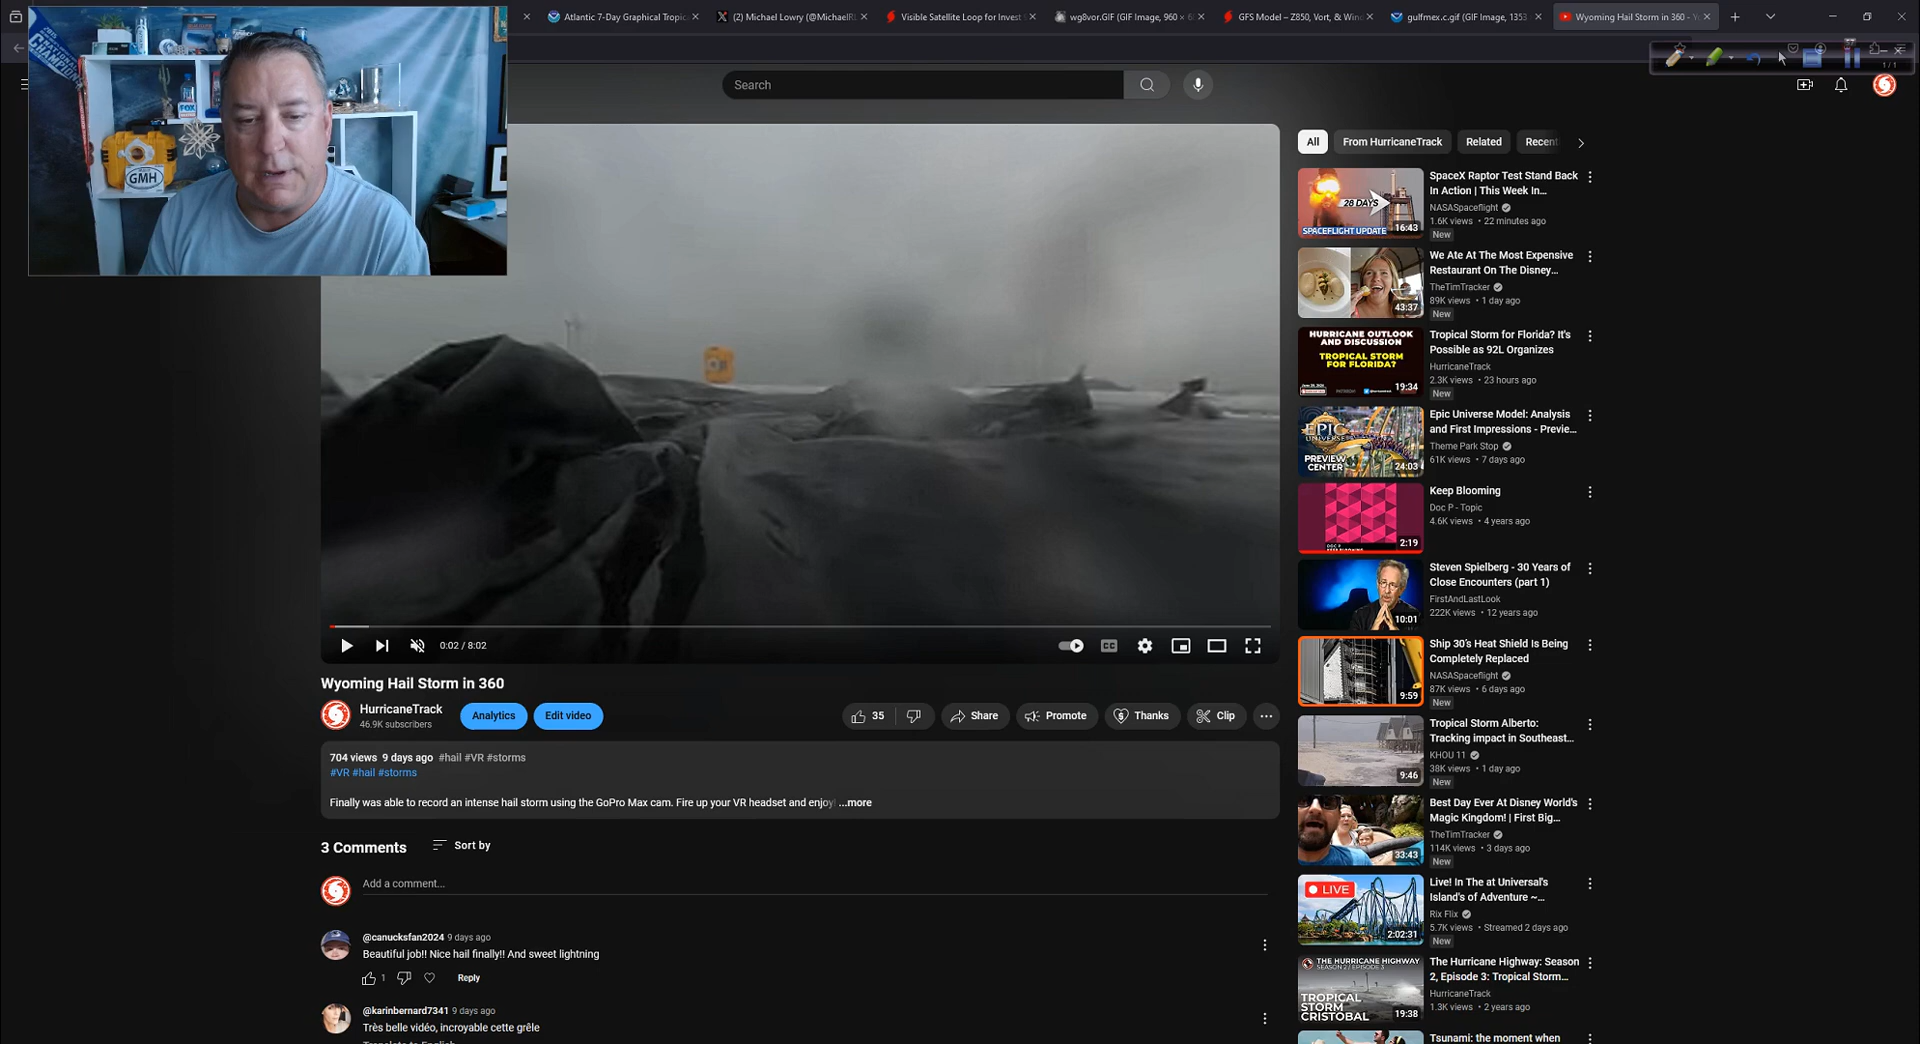 Atlantic 7-Day Graphical Tropic
(2) Michael Lowry (@MichaelR
Visible Satellite Loop for Invest
wg8vor.GIF (GIF Image, 960 × 6
GFS Model – Z850, Vort, & Win
gulfmex.c.gif (GIF Image, 1353
Wyoming Hail Storm in 360 - Y
1 / 1
Search
CHAMPION
FOX
GMH
All
From HurricaneTrack
Related
Recent
28 DAYS
SPACEFLIGHT UPDATE
16:43
SpaceX Raptor Test Stand Back
In Action | This Week In...
NASASpaceflight
1.6K views • 22 minutes ago
New
43:37
We Ate At The Most Expensive
Restaurant On The Disney...
TheTimTracker
89K views • 1 day ago
New
HURRICANE OUTLOOK
AND DISCUSSION
TROPICAL STORM
FOR FLORIDA?
19:34
Tropical Storm for Florida? It's
Possible as 92L Organizes
HurricaneTrack
2.3K views • 23 hours ago
New
EPIC
UNIVERSE
PREVIEW
CENTER
24:03
Epic Universe Model: Analysis
and First Impressions - Previe...
Theme Park Stop
61K views • 7 days ago
DOC P
KEEP BLOOMING
2:19
Keep Blooming
Doc P - Topic
4.6K views • 4 years ago
10:01
Steven Spielberg - 30 Years of
Close Encounters (part 1)
FirstAndLastLook
222K views • 12 years ago
9:59
Ship 30's Heat Shield Is Being
Completely Replaced
NASASpaceflight
87K views • 6 days ago
New
9:46
Tropical Storm Alberto:
Tracking impact in Southeast...
KHOU 11
38K views • 1 day ago
New
33:43
Best Day Ever At Disney World's
Magic Kingdom! | First Big...
TheTimTracker
114K views • 3 days ago
New
LIVE
2:02:31
Live! In The at Universal's
Island's of Adventure ~...
Rix Flix
5.7K views • Streamed 2 days ago
New
THE HURRICANE HIGHWAY
SEASON 2 / EPISODE 3
TROPICAL
STORM
CRISTOBAL
19:38
The Hurricane Highway: Season
2, Episode 3: Tropical Storm...
HurricaneTrack
1.3K views • 2 years ago
Tsunami: the moment when
0:02 / 8:02
CC
Wyoming Hail Storm in 360
HurricaneTrack
46.9K subscribers
Analytics
Edit video
35
Share
Promote
Thanks
Clip
704 views 9 days ago #hail #VR #storms
#VR #hail #storms
Finally was able to record an intense hail storm using the GoPro Max cam. Fire up your VR headset and enjoy! ...more
3 Comments
Sort by
Add a comment...
@canucksfan2024 9 days ago
Beautiful job!! Nice hail finally!! And sweet lightning
1
Reply
@karinbernard7341 9 days ago
Très belle vidéo, incroyable cette grêle
Translate to English